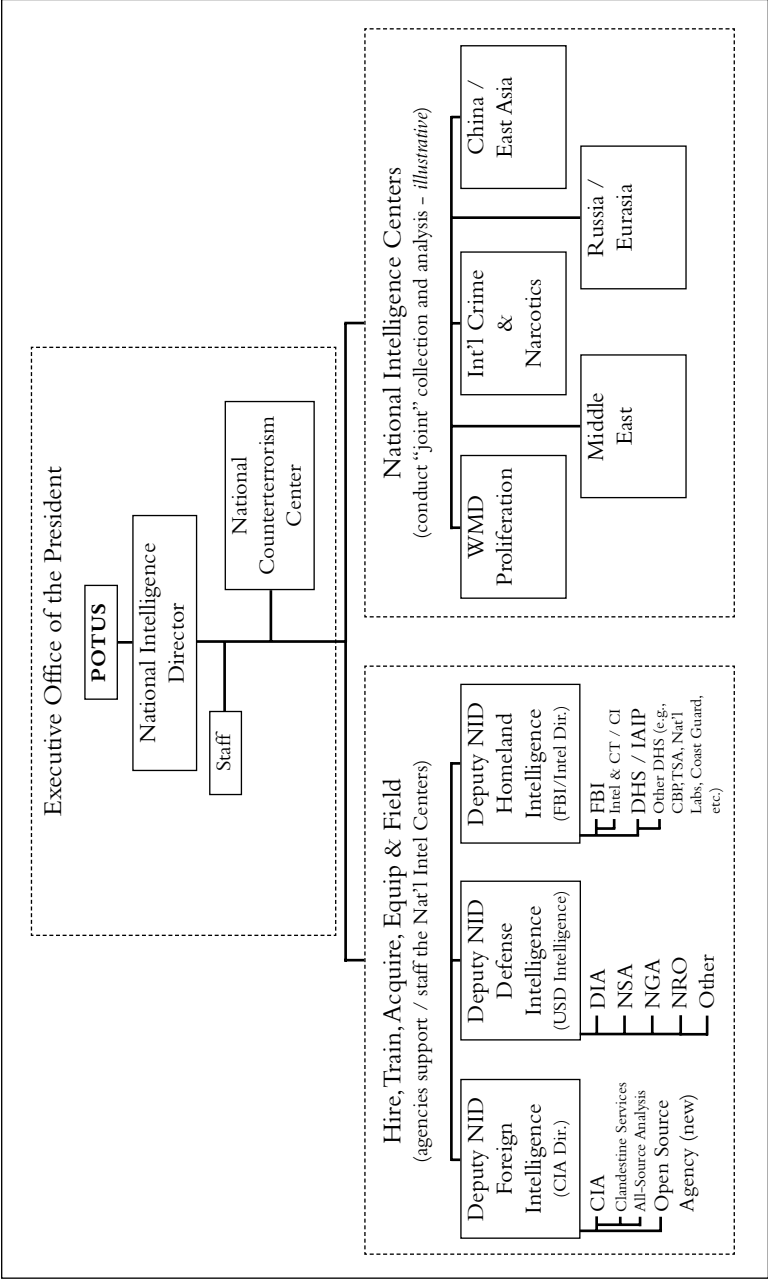 Executive Office of the President
POTUS
National Intelligence
Director
Staff
National
Counterterrorism
Center
Hire, Train, Acquire, Equip & Field
(agencies support / staff the Nat'l Intel Centers)
Deputy NID
Foreign
Intelligence
(CIA Dir.)
CIA
Clandestine Services
All-Source Analysis
Open Source
Agency (new)
Deputy NID
Defense
Intelligence
(USD Intelligence)
DIA
NSA
NGA
NRO
Other
Deputy NID
Homeland
Intelligence
(FBI/Intel Dir.)
FBI
Intel & CT / CI
DHS / IAIP
Other DHS (e.g.,
CBP, TSA, Nat'l
Labs, Coast Guard,
etc.)
National Intelligence Centers
(conduct “joint” collection and analysis – illustrative)
WMD
Proliferation
Int'l Crime
&
Narcotics
China /
East Asia
Middle
East
Russia /
Eurasia